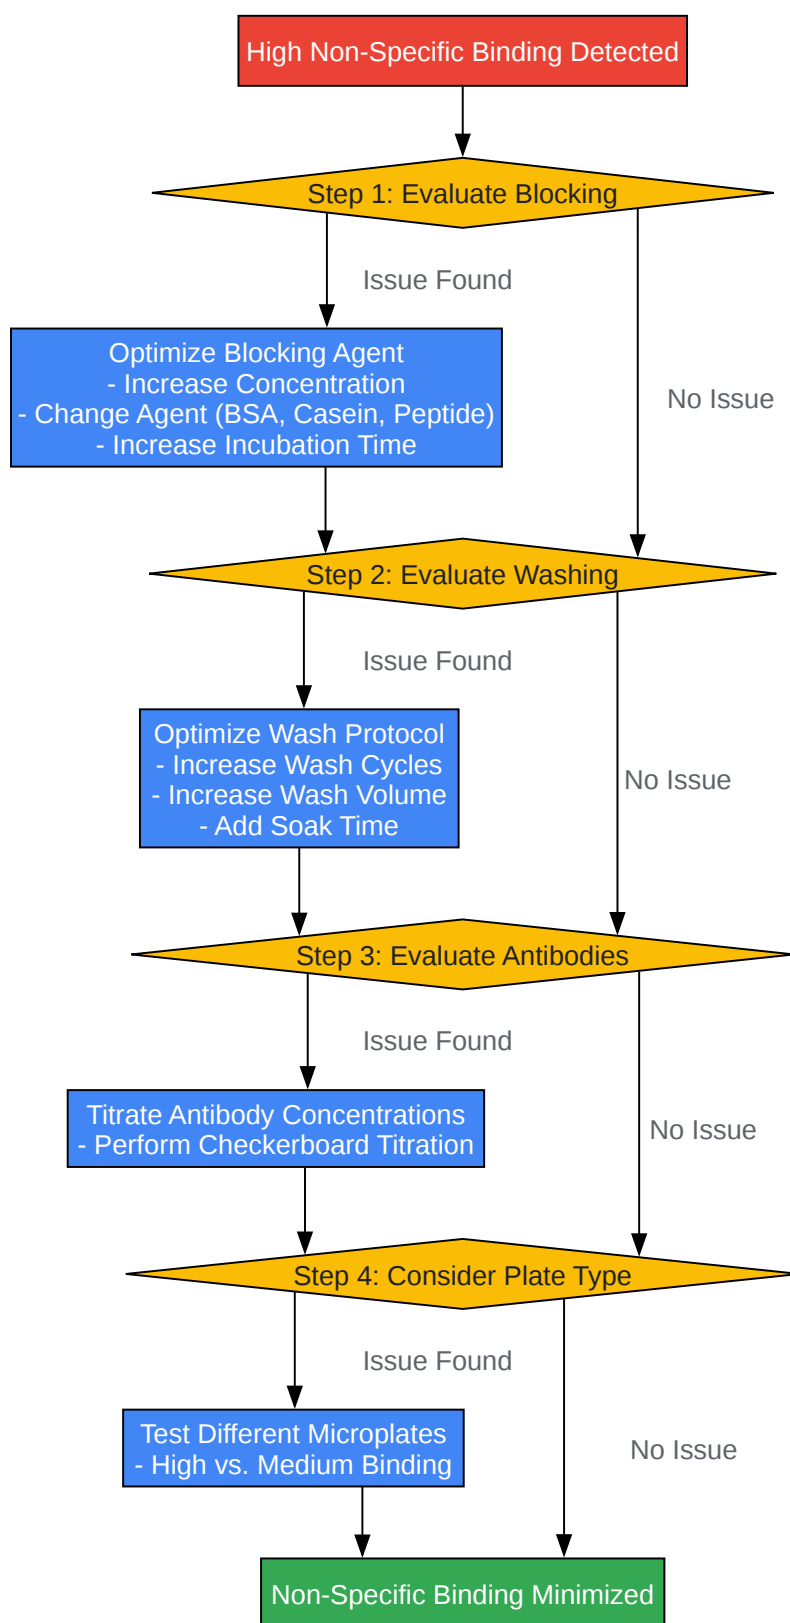 High Non-Specific Binding Detected
Step 1: Evaluate Blocking
Issue Found
Optimize Blocking Agent
- Increase Concentration
- Change Agent (BSA, Casein, Peptide)
- Increase Incubation Time
No Issue
Step 2: Evaluate Washing
Issue Found
Optimize Wash Protocol
- Increase Wash Cycles
- Increase Wash Volume
- Add Soak Time
No Issue
Step 3: Evaluate Antibodies
Issue Found
Titrate Antibody Concentrations
- Perform Checkerboard Titration
No Issue
Step 4: Consider Plate Type
Issue Found
Test Different Microplates
- High vs. Medium Binding
No Issue
Non-Specific Binding Minimized